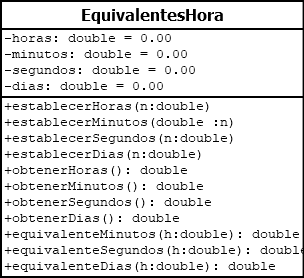 EquivalentesHora
-horas: double = 0.00
-minutos: double = 0.00
-segundos: double = 0.00
-dias: double = 0.00
+establecerHoras(n:double)
+establecerMinutos(double :n)
+establecerSegundos(n:double)
+establecerDias(n:double)
+obtenerHoras(): double
+obtenerMinutos(): double
+obtenerSegundos(): double
+obtenerDias(): double
+equivalenteMinutos(h:double): double
+equivalenteSegundos(h:double): double
+equivalenteDias(h:double): double